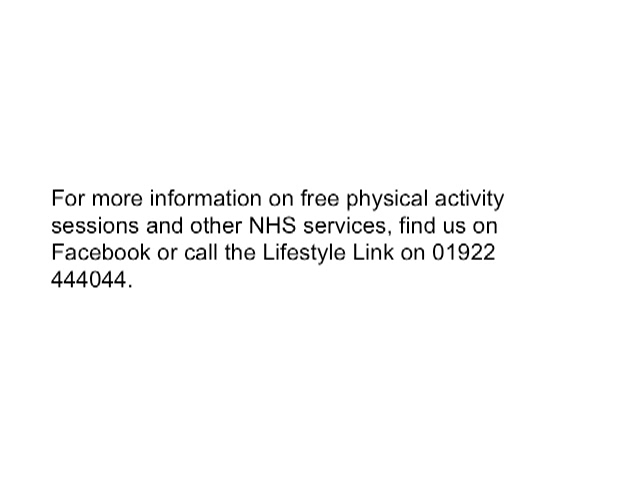 For more information on free physical activity
sessions and other NHS services, find us on
Facebook or call the Lifestyle Link on 01922
444044.